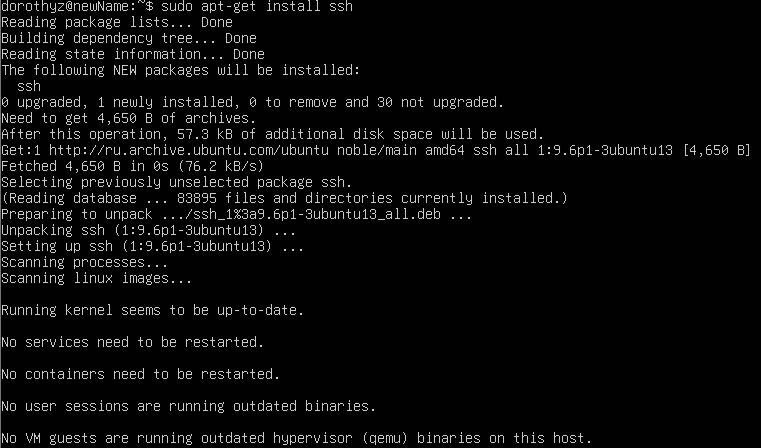 dorothyz@newName:~$ sudo apt-get install ssh
Reading package lists... Done
Building dependency tree... Done
Reading state information... Done
The following NEW packages will be installed:
  ssh
0 upgraded, 1 newly installed, 0 to remove and 30 not upgraded.
Need to get 4,650 B of archives.
After this operation, 57.3 kB of additional disk space will be used.
Get:1 http://ru.archive.ubuntu.com/ubuntu noble/main amd64 ssh all 1:9.6p1-3ubuntu13 [4,650 B]
Fetched 4,650 B in 0s (76.2 kB/s)
Selecting previously unselected package ssh.
(Reading database ... 83895 files and directories currently installed.)
Preparing to unpack .../ssh_1%3a9.6p1-3ubuntu13_all.deb ...
Unpacking ssh (1:9.6p1-3ubuntu13) ...
Setting up ssh (1:9.6p1-3ubuntu13) ...
Scanning processes...
Scanning linux images...

Running kernel seems to be up-to-date.

No services need to be restarted.

No containers need to be restarted.

No user sessions are running outdated binaries.

No VM guests are running outdated hypervisor (qemu) binaries on this host.